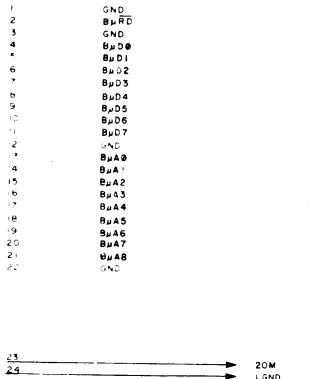 1 GND
2 BμR̅D̅
3 GND
4 BμD0
5 BμD1
6 BμD2
7 BμD3
8 BμD4
9 BμD5
10 BμD6
11 BμD7
12 GND
13 BμA0
14 BμA1
15 BμA2
16 BμA3
17 BμA4
18 BμA5
19 BμA6
20 BμA7
21 BμA8
22 GND
23 20M
24 LGND